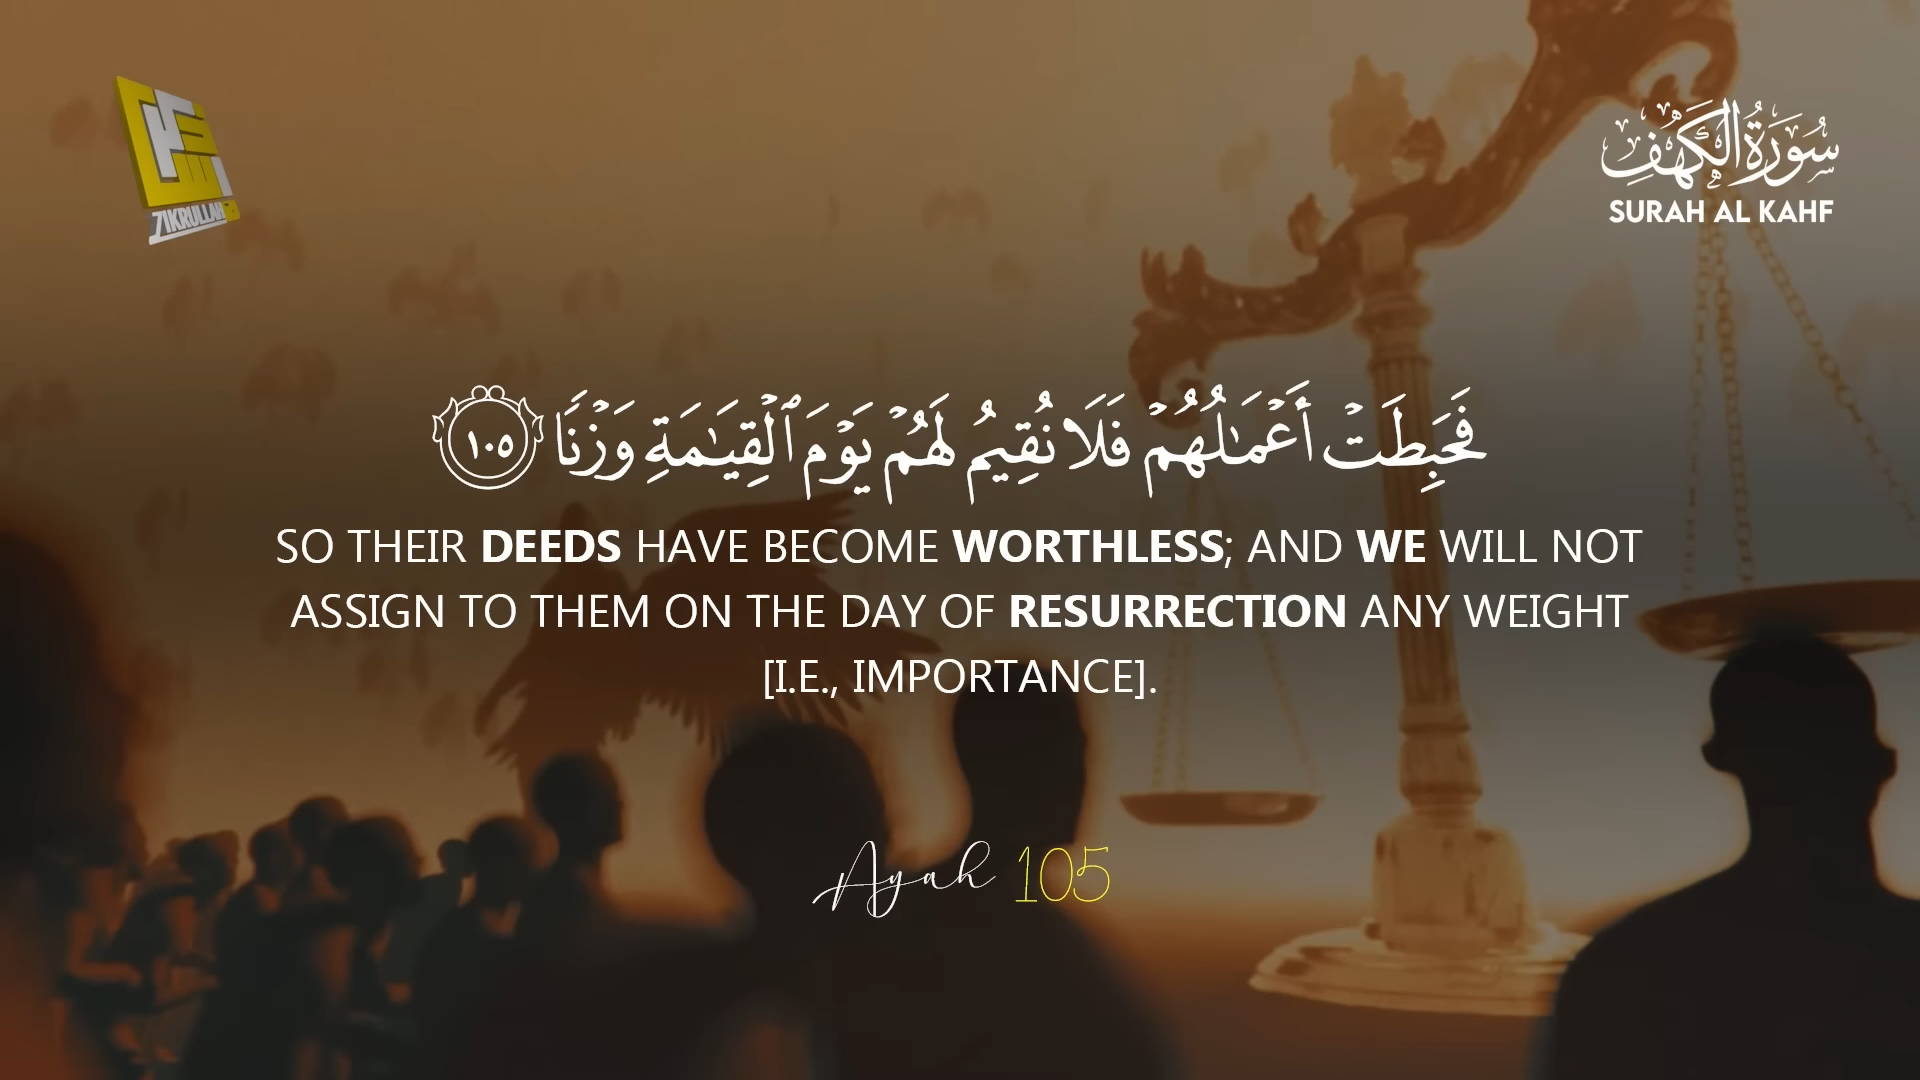 ZIKRULLAH
سُورَةُ الكَهْفِ
SURAH AL KAHF
فَحَبِطَتْ أَعْمَـٰلُهُمْ فَلَا نُقِيمُ لَهُمْ يَوْمَ ٱلْقِيَـٰمَةِ وَزْنًا ١٠٥
SO THEIR DEEDS HAVE BECOME WORTHLESS; AND WE WILL NOT
ASSIGN TO THEM ON THE DAY OF RESURRECTION ANY WEIGHT
[I.E., IMPORTANCE].
Ayah 105